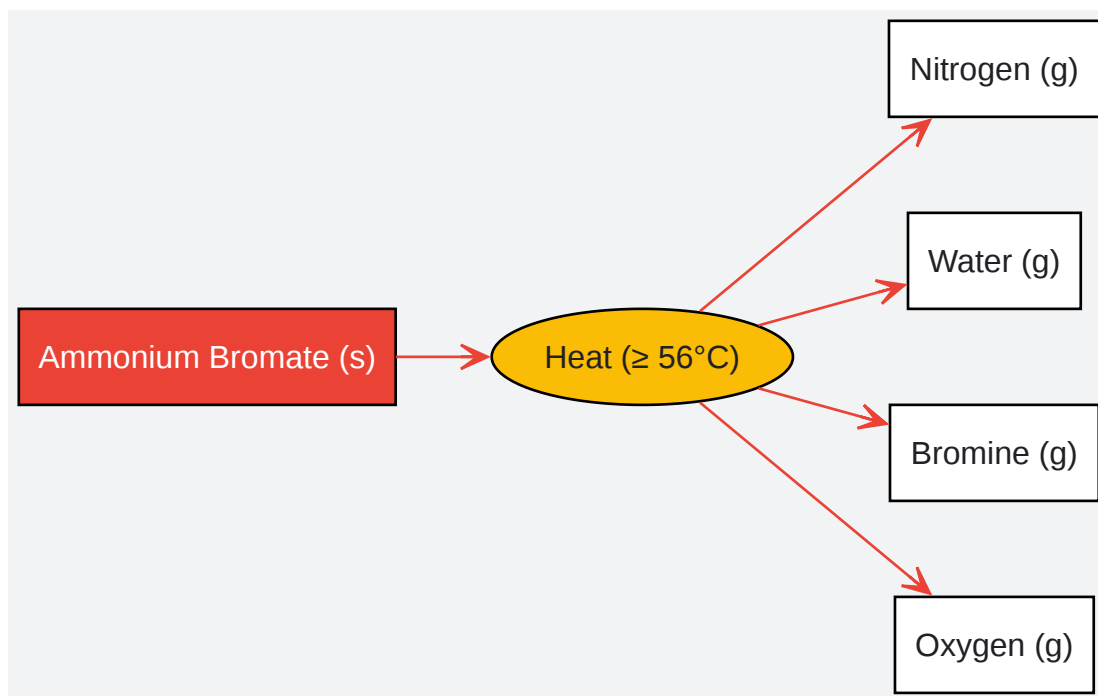 Nitrogen (g)
Water (g)
Ammonium Bromate (s)
Heat (≥ 56°C)
Bromine (g)
Oxygen (g)